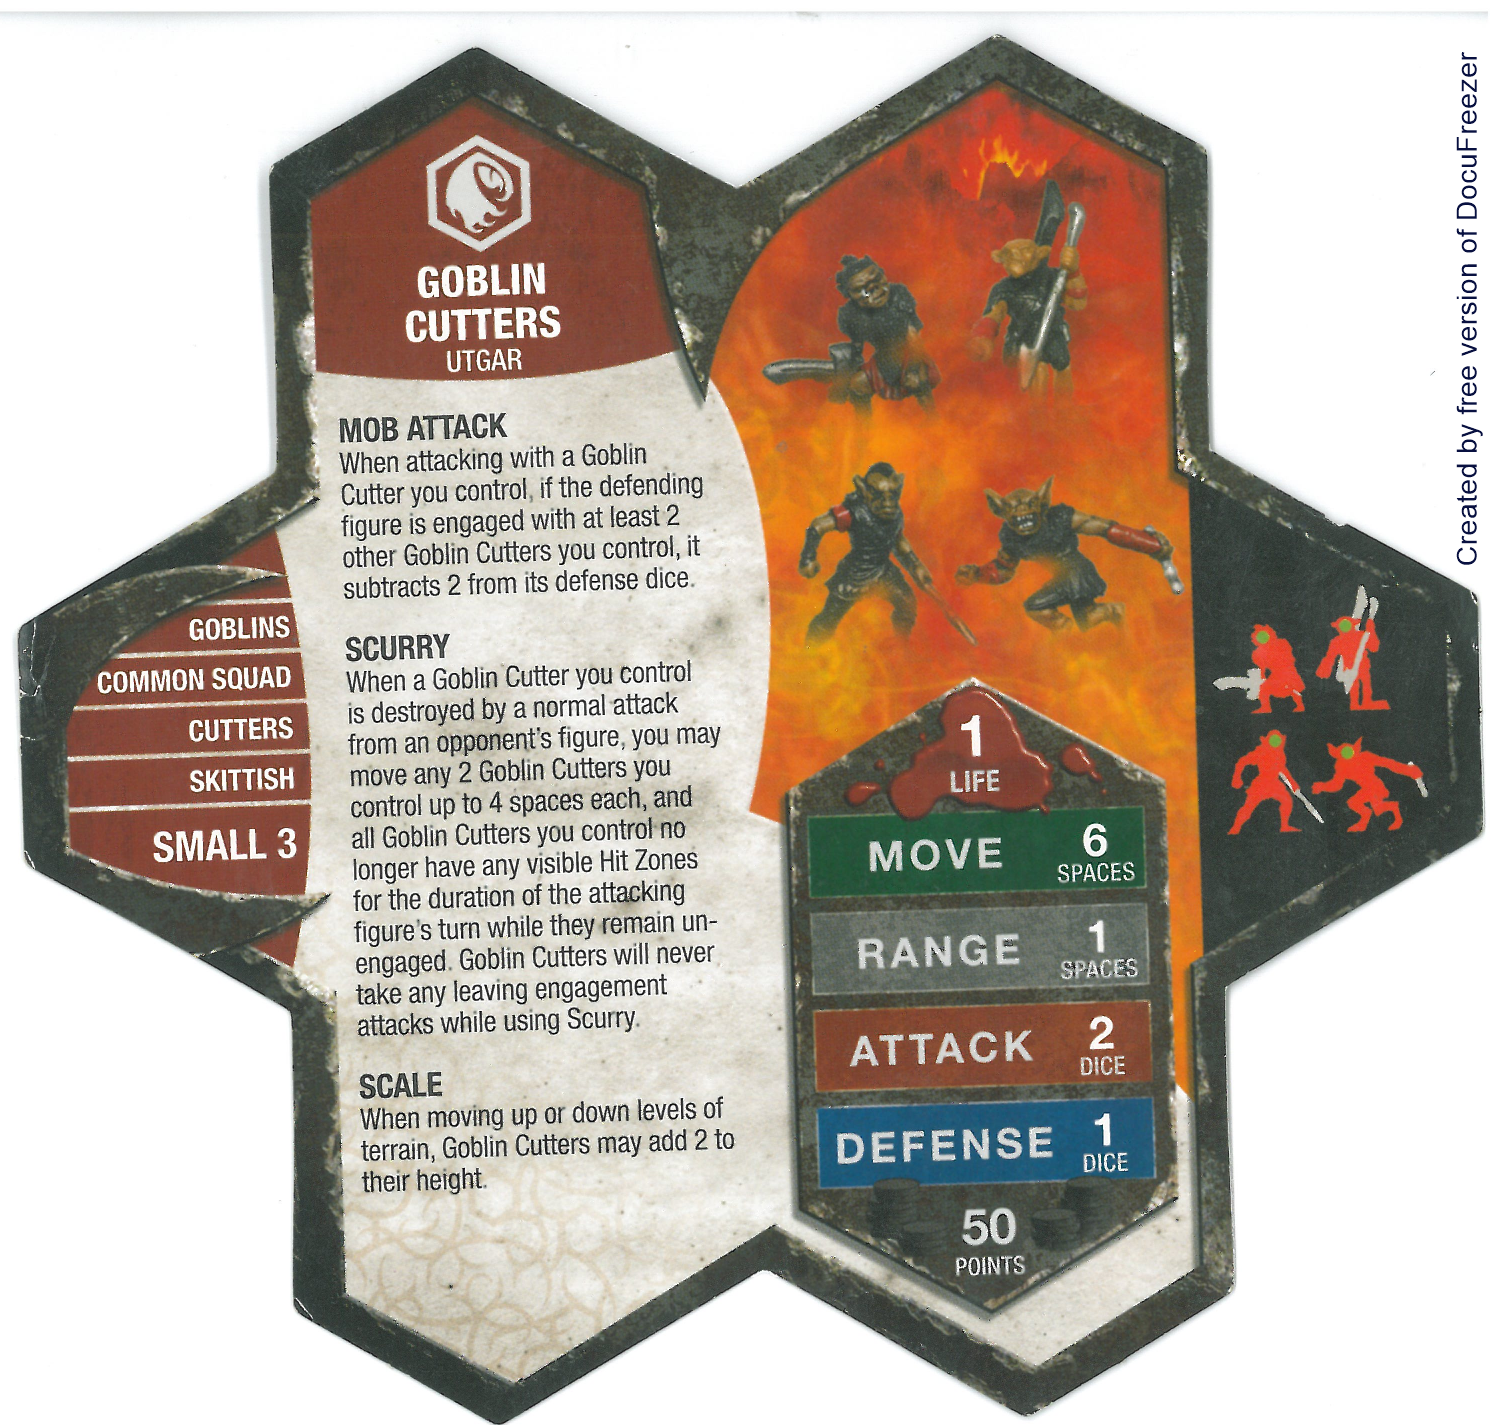 GOBLIN
CUTTERS
UTGAR
MOB ATTACK
When attacking with a Goblin
Cutter you control, if the defending
figure is engaged with at least 2
other Goblin Cutters you control, it
subtracts 2 from its defense dice.
SCURRY
When a Goblin Cutter you control
is destroyed by a normal attack
from an opponent's figure, you may
move any 2 Goblin Cutters you
control up to 4 spaces each, and
all Goblin Cutters you control no
longer have any visible Hit Zones
for the duration of the attacking
figure's turn while they remain un-
engaged. Goblin Cutters will never
take any leaving engagement
attacks while using Scurry.
SCALE
When moving up or down levels of
terrain, Goblin Cutters may add 2 to
their height.
GOBLINS
COMMON SQUAD
CUTTERS
SKITTISH
SMALL 3
1
LIFE
MOVE 6
SPACES
RANGE 1
SPACES
ATTACK 2
DICE
DEFENSE 1
DICE
50
POINTS
Created by free version of DocuFreezer